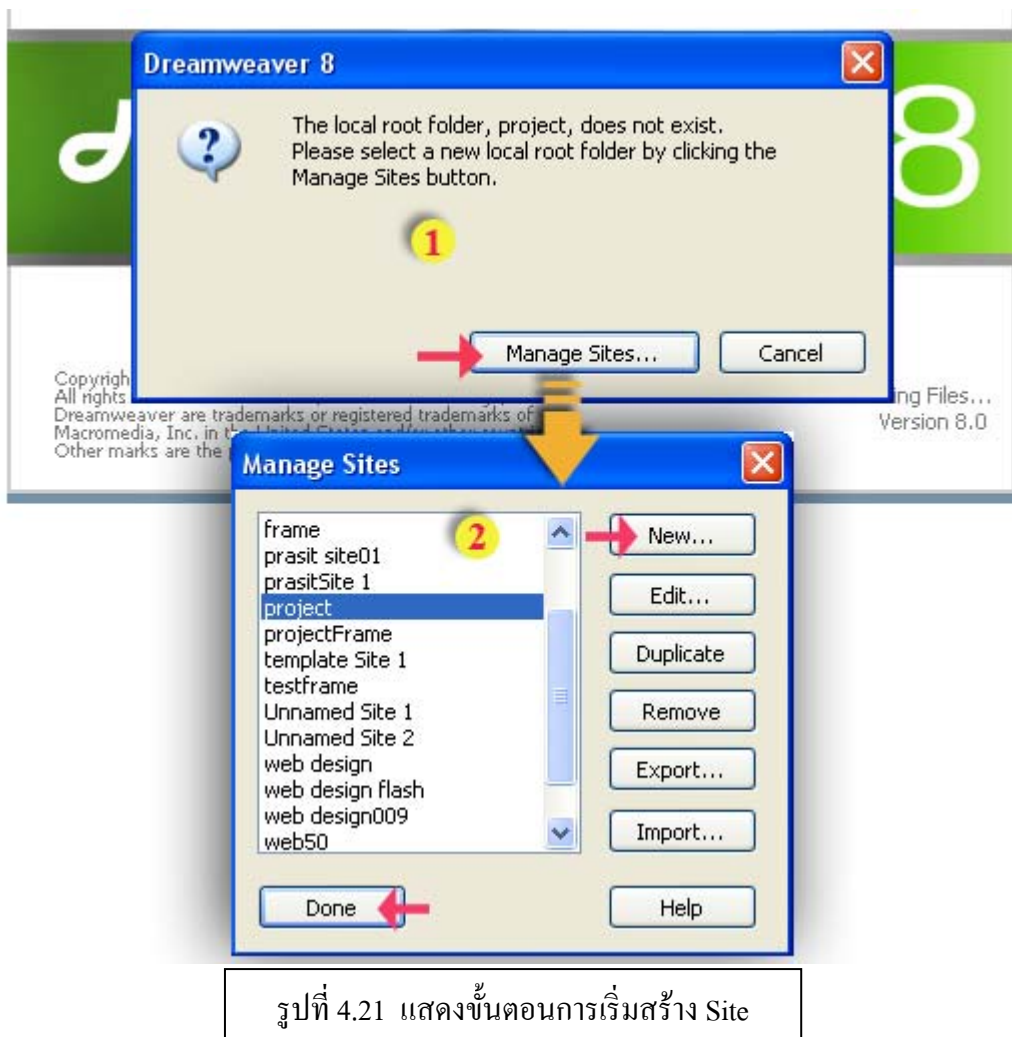 Dreamweaver 8
8
The local root folder, project, does not exist.
Please select a new local root folder by clicking the
Manage Sites button.
1
Manage Sites...
Cancel
All rights
Dreamweaver are trademarks or registered trademarks of
Macromedia, Inc. in
Other marks are the
Files...
Version 8.0
Manage Sites
2
frame
prasit site01
prasitSite 1
project
projectFrame
template Site 1
testframe
Unnamed Site 1
Unnamed Site 2
web design
web design flash
web design009
web50
New...
Edit...
Duplicate
Remove
Export...
Import...
Done
Help
รูปที่ 4.21 แสดงขั้นตอนการเริ่มสร้าง Site